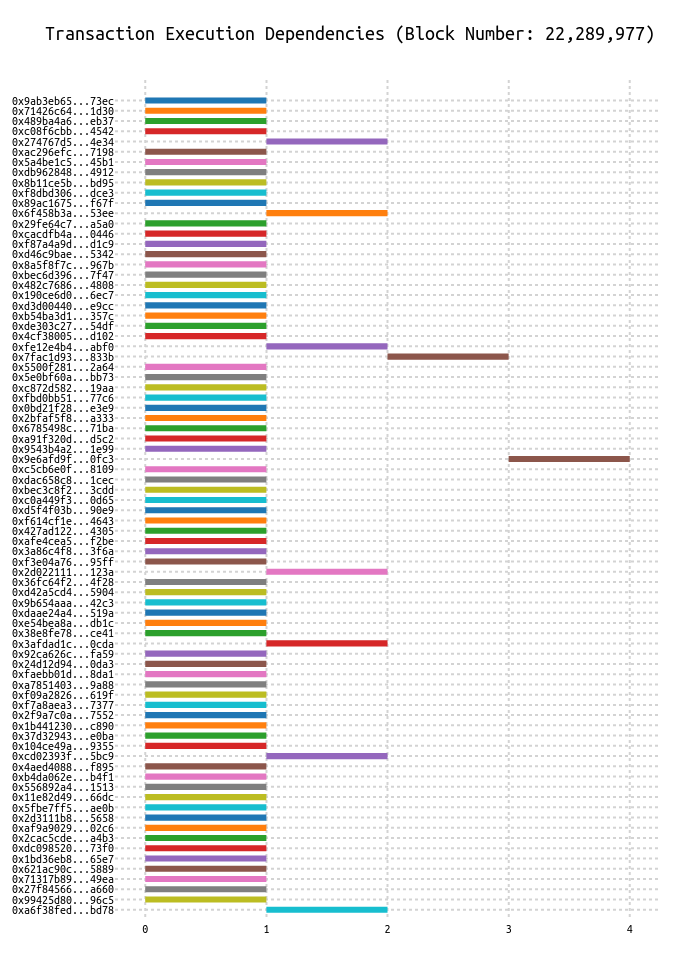 Transaction Execution Dependencies (Block Number: 22,289,977)
0x9ab3eb65...73ec
0x71426c64...1d30
0x489ba4a6...eb37
0xc08f6cbb...4542
0x274767d5...4e34
0xac296efc...7198
0x5a4be1c5...45b1
0xdb962848...4912
0x8b11ce5b...bd95
0xf8dbd306...dce3
0x89ac1675...f67f
0x6f458b3a...53ee
0x29fe64c7...a5a0
0xcacdfb4a...0446
0xf87a4a9d...d1c9
0xd46c9bae...5342
0x8a5f8f7c...967b
0xbec6d396...7f47
0x482c7686...4808
0x190ce6d0...6ec7
0xd3d00440...e9cc
0xb54ba3d1...357c
0xde303c27...54df
0x4cf38005...d102
0xfe12e4b4...abf0
0x7fac1d93...833b
0x5500f281...2a64
0x5e0bf60a...bb73
0xc872d582...19aa
0xfbd0bb51...77c6
0x0bd21f28...e3e9
0x2bfaf5f8...a333
0x6785498c...71ba
0xa91f320d...d5c2
0x9543b4a2...1e99
0x9e6afd9f...0fc3
0xc5cb6e0f...8109
0xdac658c8...1cec
0xbec3c8f2...3cdd
0xc0a449f3...0d65
0xd5f4f03b...90e9
0xf614cf1e...4643
0x427ad122...4305
0xafe4cea5...f2be
0x3a86c4f8...3f6a
0xf3e04a76...95ff
0x2d022111...123a
0x36fc64f2...4f28
0xd42a5cd4...5904
0x9b654aaa...42c3
0xdaae24a4...519a
0xe54bea8a...db1c
0x38e8fe78...ce41
0x3afdad1c...0cda
0x92ca626c...fa59
0x24d12d94...0da3
0xfaebb01d...8da1
0xa7851403...9a88
0xf09a2826...619f
0xf7a8aea3...7377
0x2f9a7c0a...7552
0x1b441230...c890
0x37d32943...e0ba
0x104ce49a...9355
0xcd02393f...5bc9
0x4aed4088...f895
0xb4da062e...b4f1
0x556892a4...1513
0x11e82d49...66dc
0x5fbe7ff5...ae0b
0x2d3111b8...5658
0xaf9a9029...02c6
0x2cac5cde...a4b3
0xdc098520...73f0
0x1bd36eb8...65e7
0x621ac90c...5889
0x71317b89...49ea
0x27f84566...a660
0x99425d80...96c5
0xa6f38fed...bd78
0 1 2 3 4